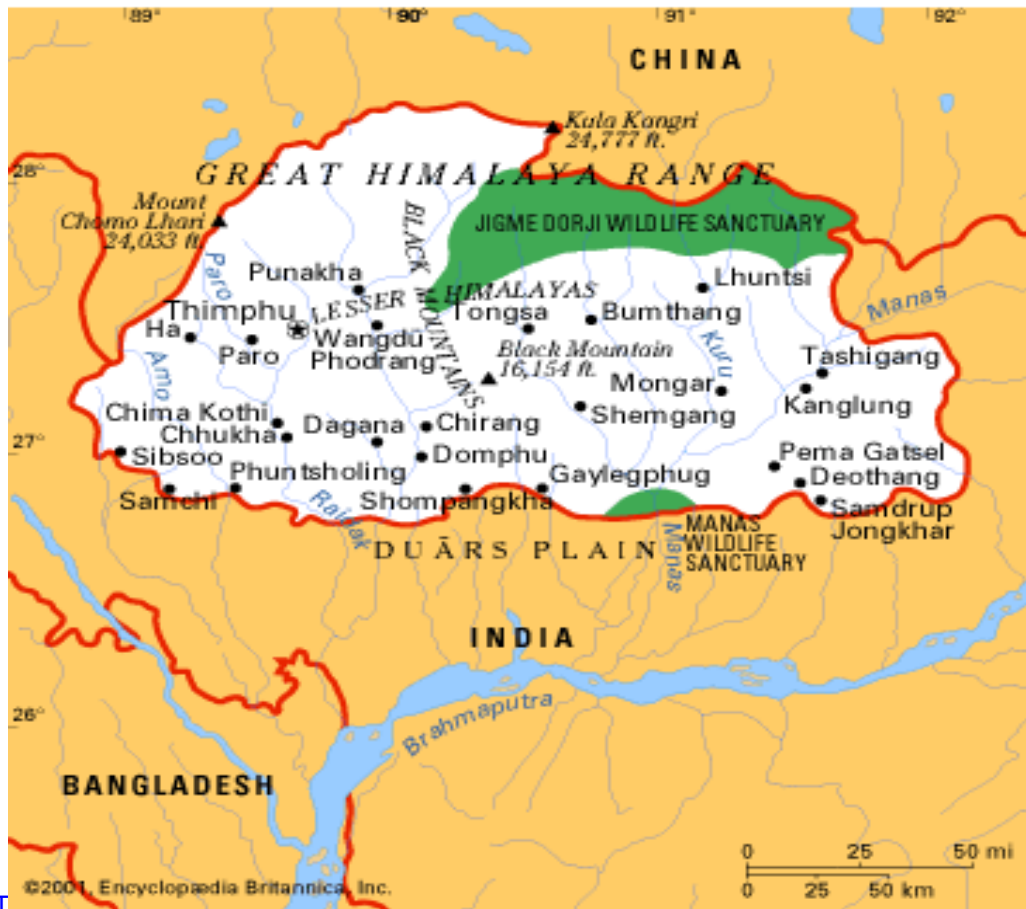 89°
90°
91°
92°
CHINA
Kula Kangri
24,777 ft.
28°
GREAT HIMALAYA RANGE
Mount
Chomo Lhari
24,033 ft.
JIGME DORJI WILDLIFE SANCTUARY
BLACK MOUNTAINS
Paro
Punakha
Lhuntsi
LESSER HIMALAYAS
Manas
Thimphu
Tongsa
Bumthang
Ha
Paro
Wangdü
Phodrang
Kuru
Amo
Black Mountain
16,154 ft.
Tashigang
Mongar
Kanglung
Chima Kothi
Dagana
Chirang
Shemgang
27°
Chhukha
Sibsoo
Domphu
Pema Gatsel
Phuntsholing
Gaylegphug
Deothang
Samchi
Raidak
Shompangkha
Samdrup
Jongkhar
MANAS
WILDLIFE
SANCTUARY
Manas
DUĀRS PLAIN
INDIA
26°
Brahmaputra
BANGLADESH
0 25 50 mi
0 25 50 km
©2001, Encyclopædia Britannica, Inc.